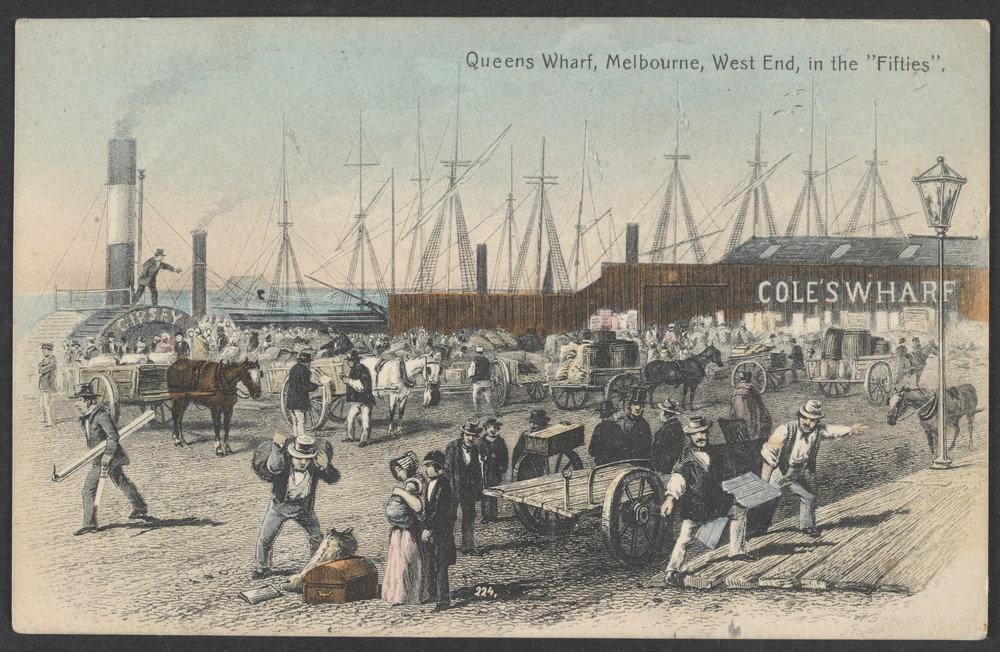 Queens Wharf, Melbourne, West End, in the "Fifties".
COLE'S WHARF
224.